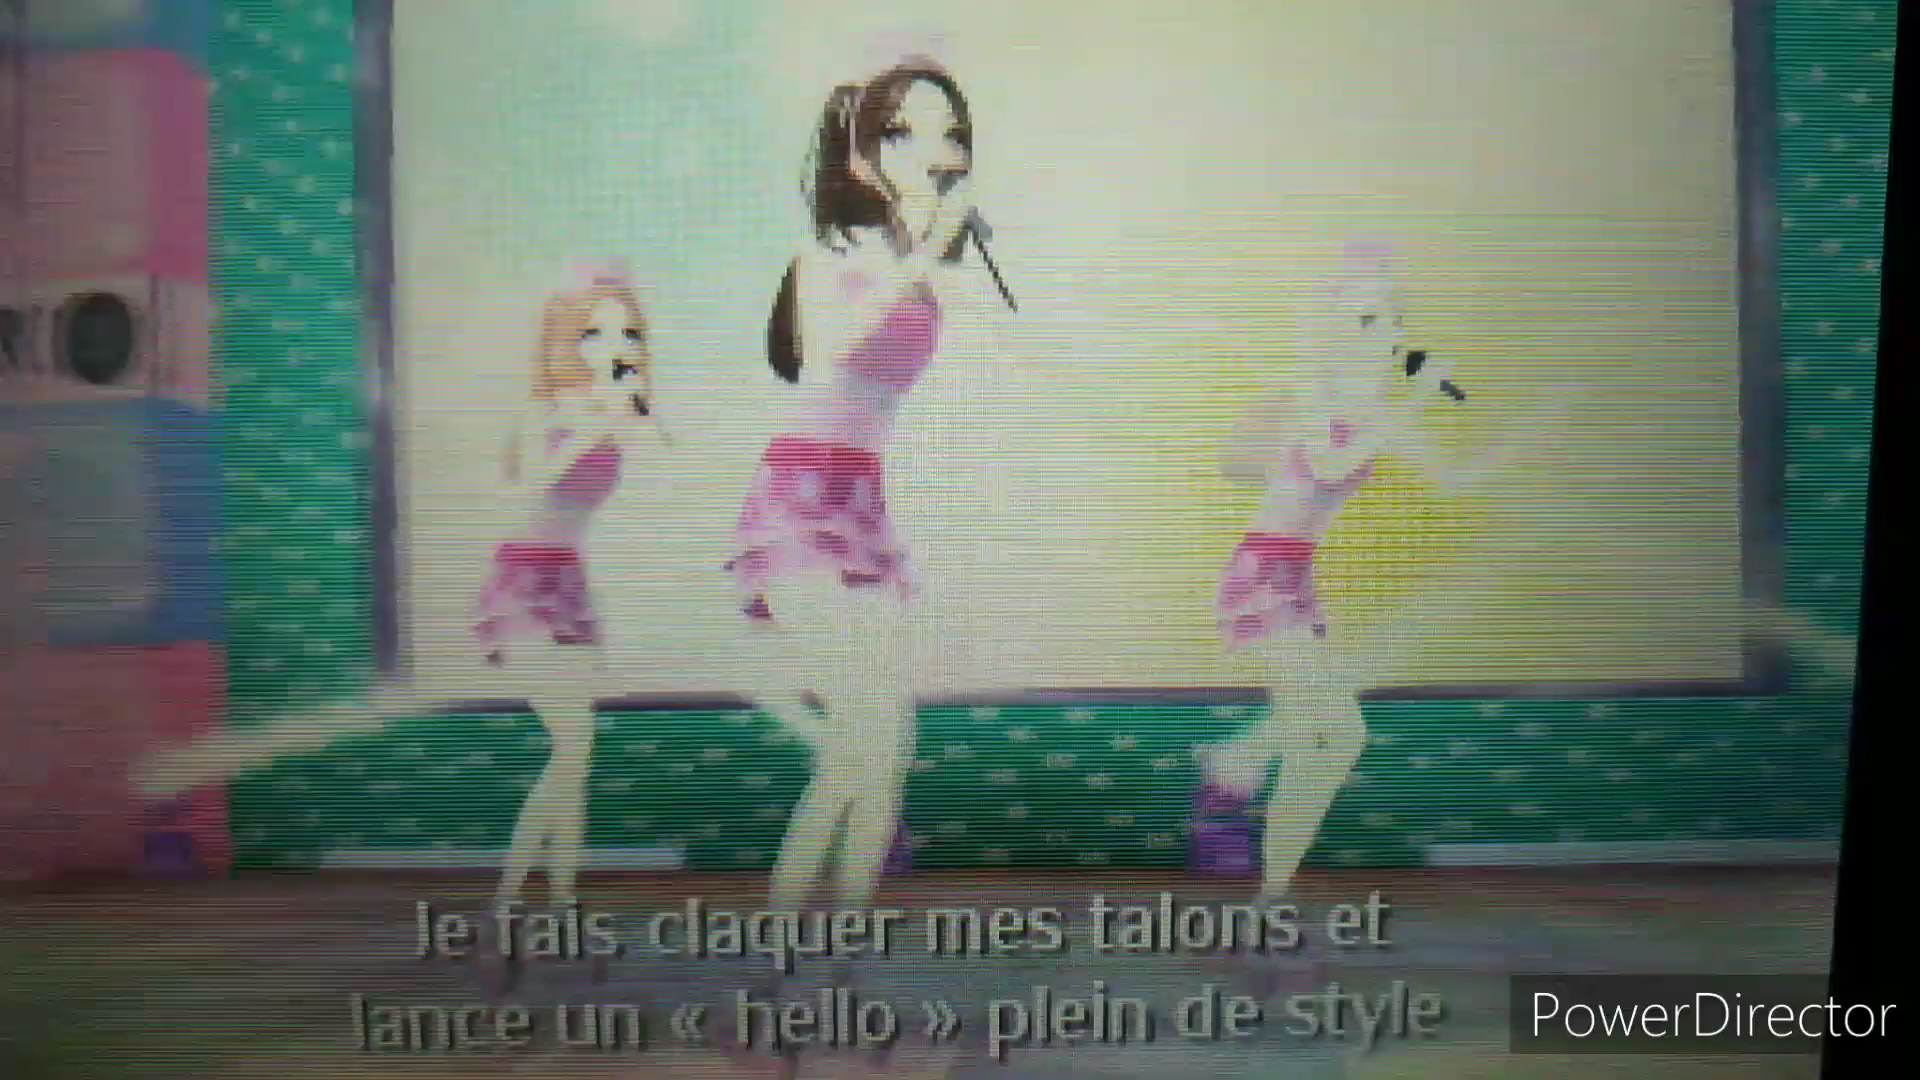 Je fais claquer mes talons et
lance un « hello » plein de style
PowerDirector